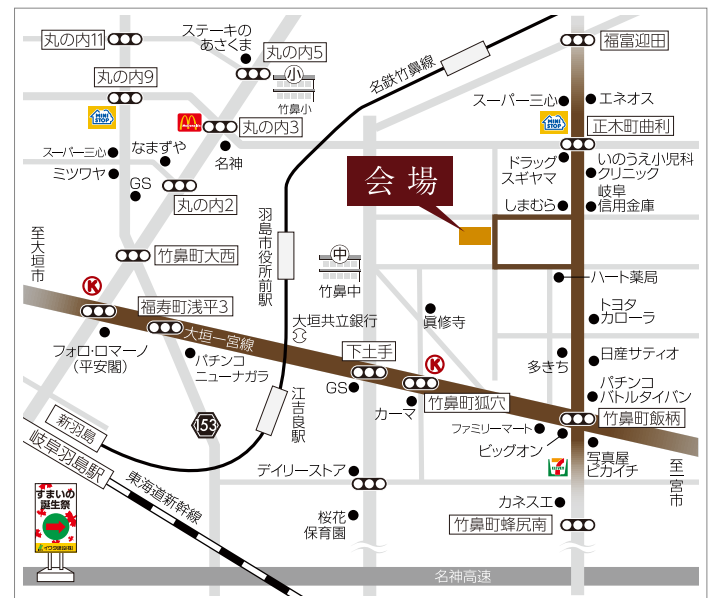 ステーキの
あさくま
丸の内11
丸の内5
福富迎田
小
竹鼻小
名鉄竹鼻線
丸の内9
スーパー三心
エネオス
MINI
STOP
丸の内3
MINI
STOP
正木町曲利
スーパー三心
なまずや
名神
ミツワヤ
GS
丸の内2
ドラッグ
スギヤマ
いのうえ小児科
クリニック
会場
しまむら
岐阜
信用金庫
至大垣市
竹鼻町大西
羽島市役所前駅
中
竹鼻中
ハート薬局
K
福寿町浅平3
大垣一宮線
大垣共立銀行
眞修寺
トヨタ
カローラ
フォロ・ロマーノ
(平安閣)
パチンコ
ニューナガラ
下土手
K
多きち
日産サティオ
GS
カーマ
竹鼻町狐穴
パチンコ
バトルタイバン
新羽島
153
江吉良駅
ファミリーマート
竹鼻町飯柄
岐阜羽島駅
ビッグオン
写真屋
ピカイチ
至一宮市
東海道新幹線
デイリーストア
7
ELEVEN
すまいの
誕生祭
桜花
保育園
カネスエ
竹鼻町蜂尻南
名神高速